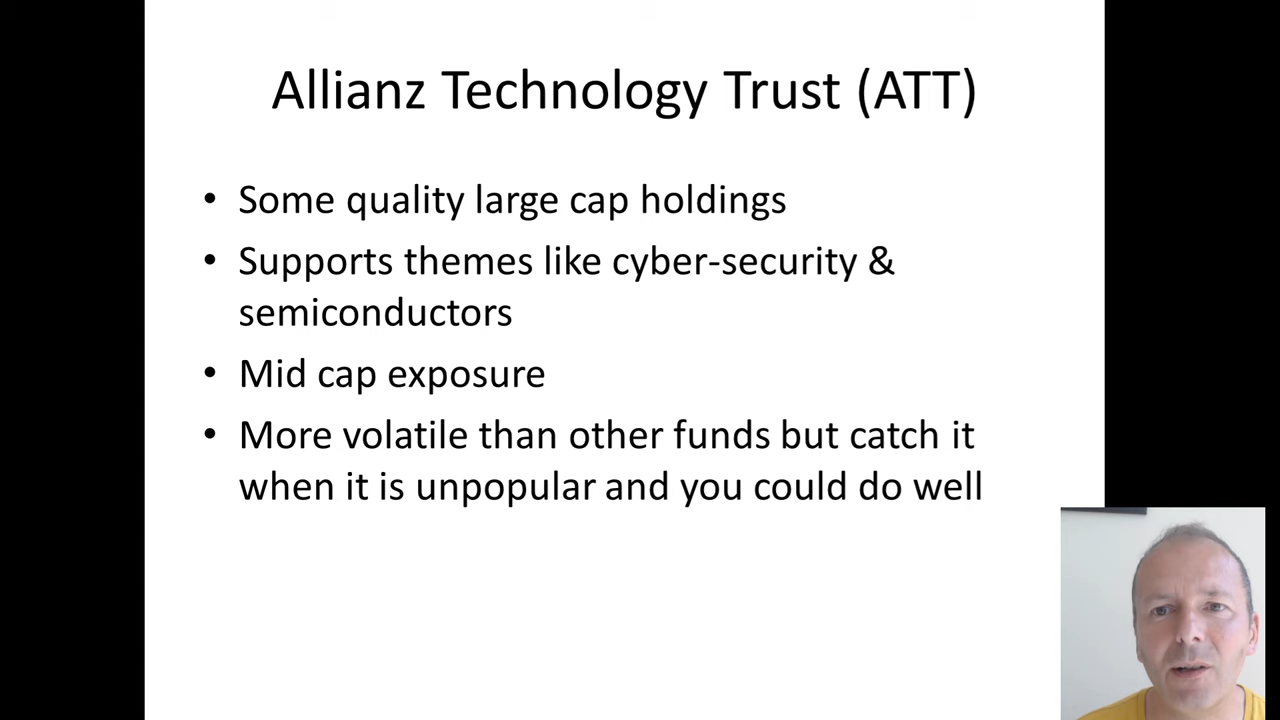 Allianz Technology Trust (ATT)
• Some quality large cap holdings
• Supports themes like cyber-security &
semiconductors
• Mid cap exposure
• More volatile than other funds but catch it
when it is unpopular and you could do well